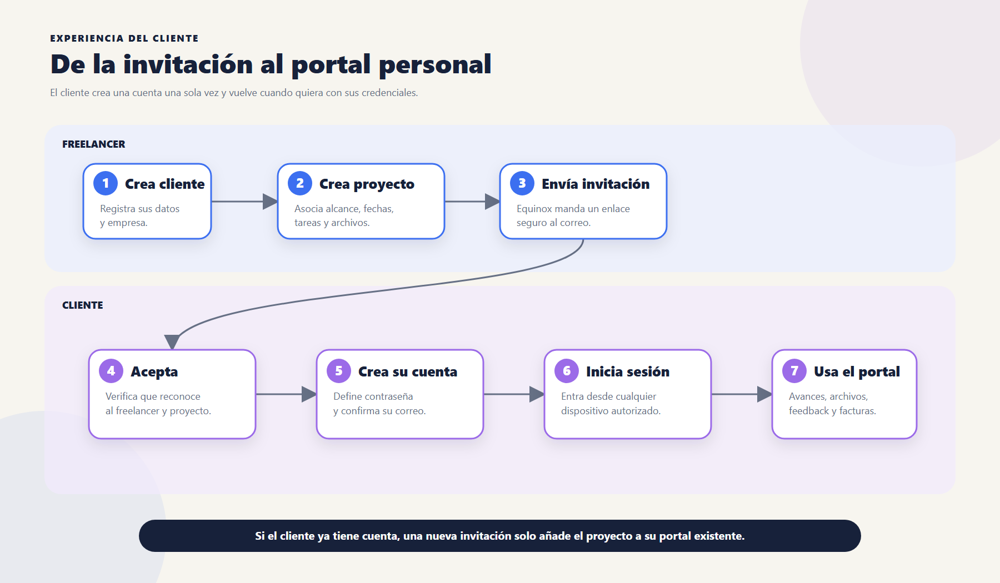 EXPERIENCIA DEL CLIENTE
De la invitación al portal personal
El cliente crea una cuenta una sola vez y vuelve cuando quiera con sus credenciales.
FREELANCER
1 Crea cliente
Registra sus datos
y empresa.
2 Crea proyecto
Asocia alcance, fechas,
tareas y archivos.
3 Envía invitación
Equinox manda un enlace
seguro al correo.
CLIENTE
4 Acepta
Verifica que reconoce
al freelancer y proyecto.
5 Crea su cuenta
Define contraseña
y confirma su correo.
6 Inicia sesión
Entra desde cualquier
dispositivo autorizado.
7 Usa el portal
Avances, archivos,
feedback y facturas.
Si el cliente ya tiene cuenta, una nueva invitación solo añade el proyecto a su portal existente.